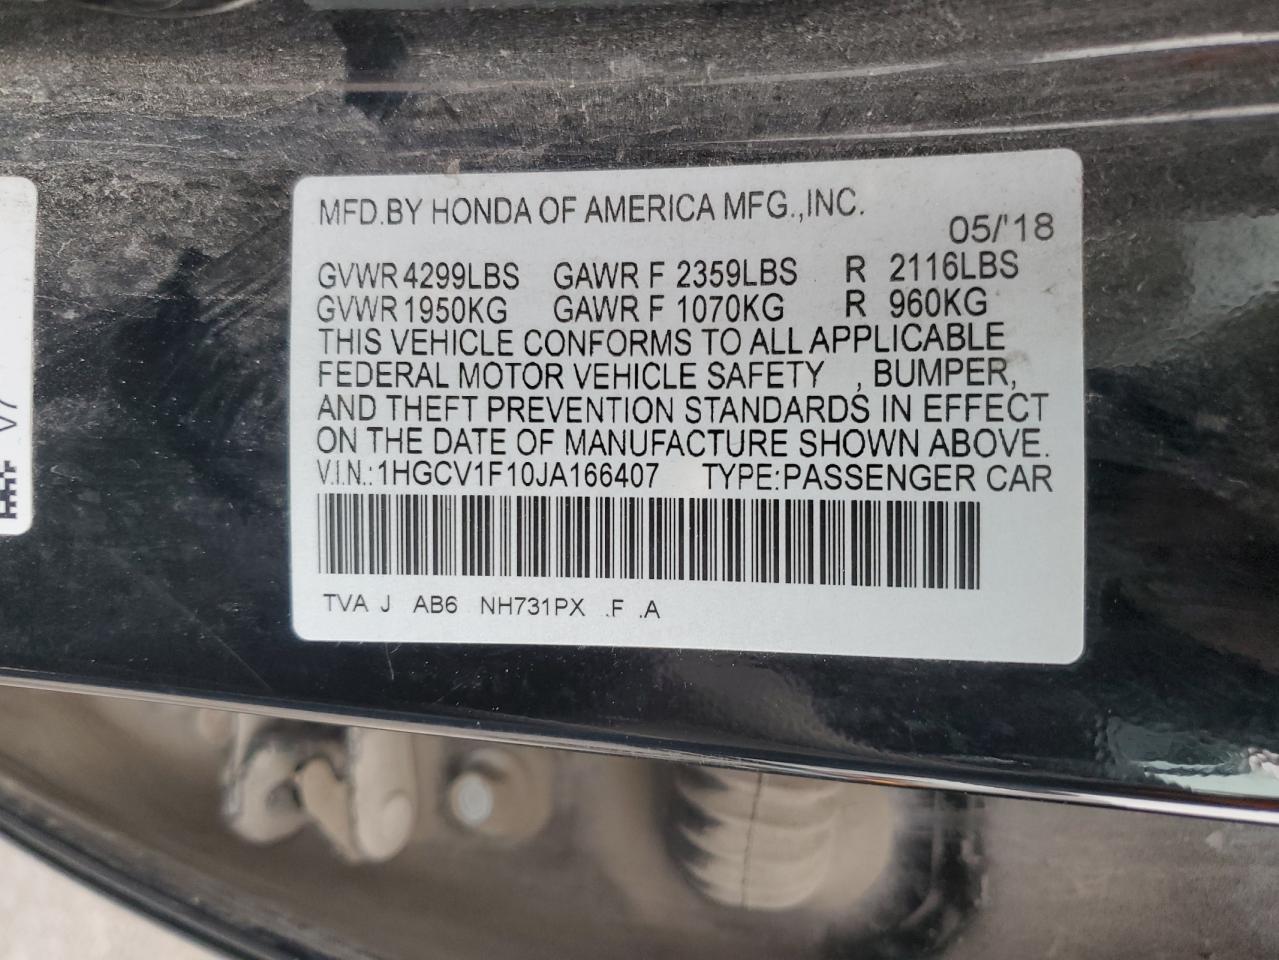 MFD.BY HONDA OF AMERICA MFG.,INC.
05/'18
GVWR 4299LBS GAWR F 2359LBS R 2116LBS
GVWR 1950KG GAWR F 1070KG R 960KG
THIS VEHICLE CONFORMS TO ALL APPLICABLE
FEDERAL MOTOR VEHICLE SAFETY , BUMPER,
AND THEFT PREVENTION STANDARDS IN EFFECT
ON THE DATE OF MANUFACTURE SHOWN ABOVE.
V.I.N.:1HGCV1F10JA166407 TYPE:PASSENGER CAR
TVA J AB6 NH731PX .F .A